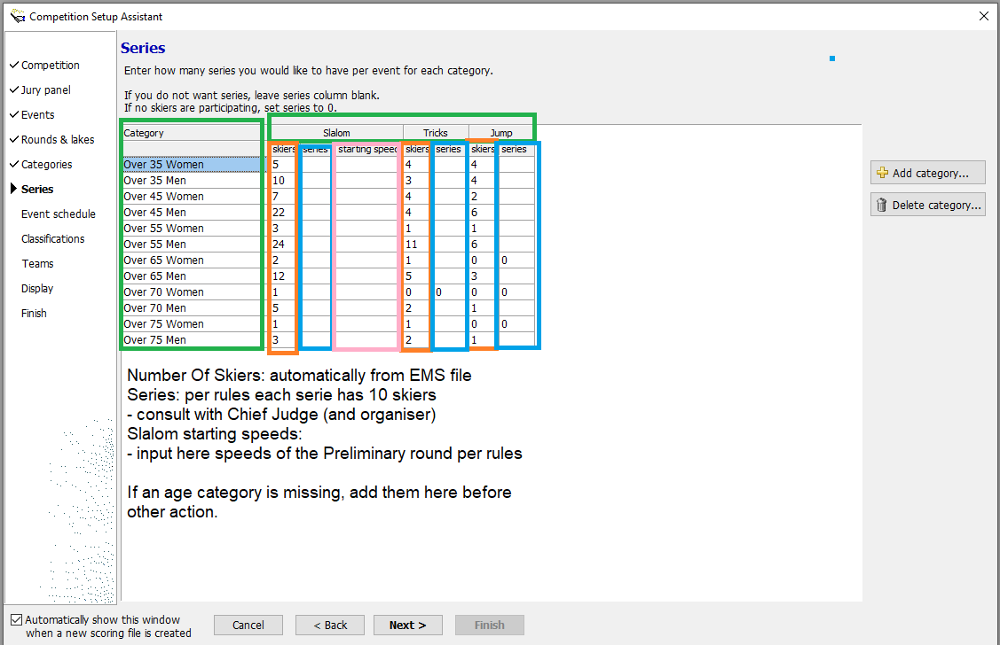 Competition Setup Assistant
Competition
Jury panel
Events
Rounds & lakes
Categories
Series
Event schedule
Classifications
Teams
Display
Finish
Series
Enter how many series you would like to have per event for each category.
If you do not want series, leave series column blank.
If no skiers are participating, set series to 0.
Category Slalom Tricks Jump
skiers series starting speed skiers series skiers series
Over 35 Women 5 4 4
Over 35 Men 10 3 4
Over 45 Women 7 4 2
Over 45 Men 22 4 6
Over 55 Women 3 1 1
Over 55 Men 24 11 6
Over 65 Women 2 1 0 0
Over 65 Men 12 5 3
Over 70 Women 1 0 0 0 0
Over 70 Men 5 2 1
Over 75 Women 1 1 0 0
Over 75 Men 3 2 1
Number Of Skiers: automatically from EMS file
Series: per rules each serie has 10 skiers
- consult with Chief Judge (and organiser)
Slalom starting speeds:
- input here speeds of the Preliminary round per rules
If an age category is missing, add them here before
other action.
Add category...
Delete category...
Automatically show this window
when a new scoring file is created
Cancel < Back Next > Finish